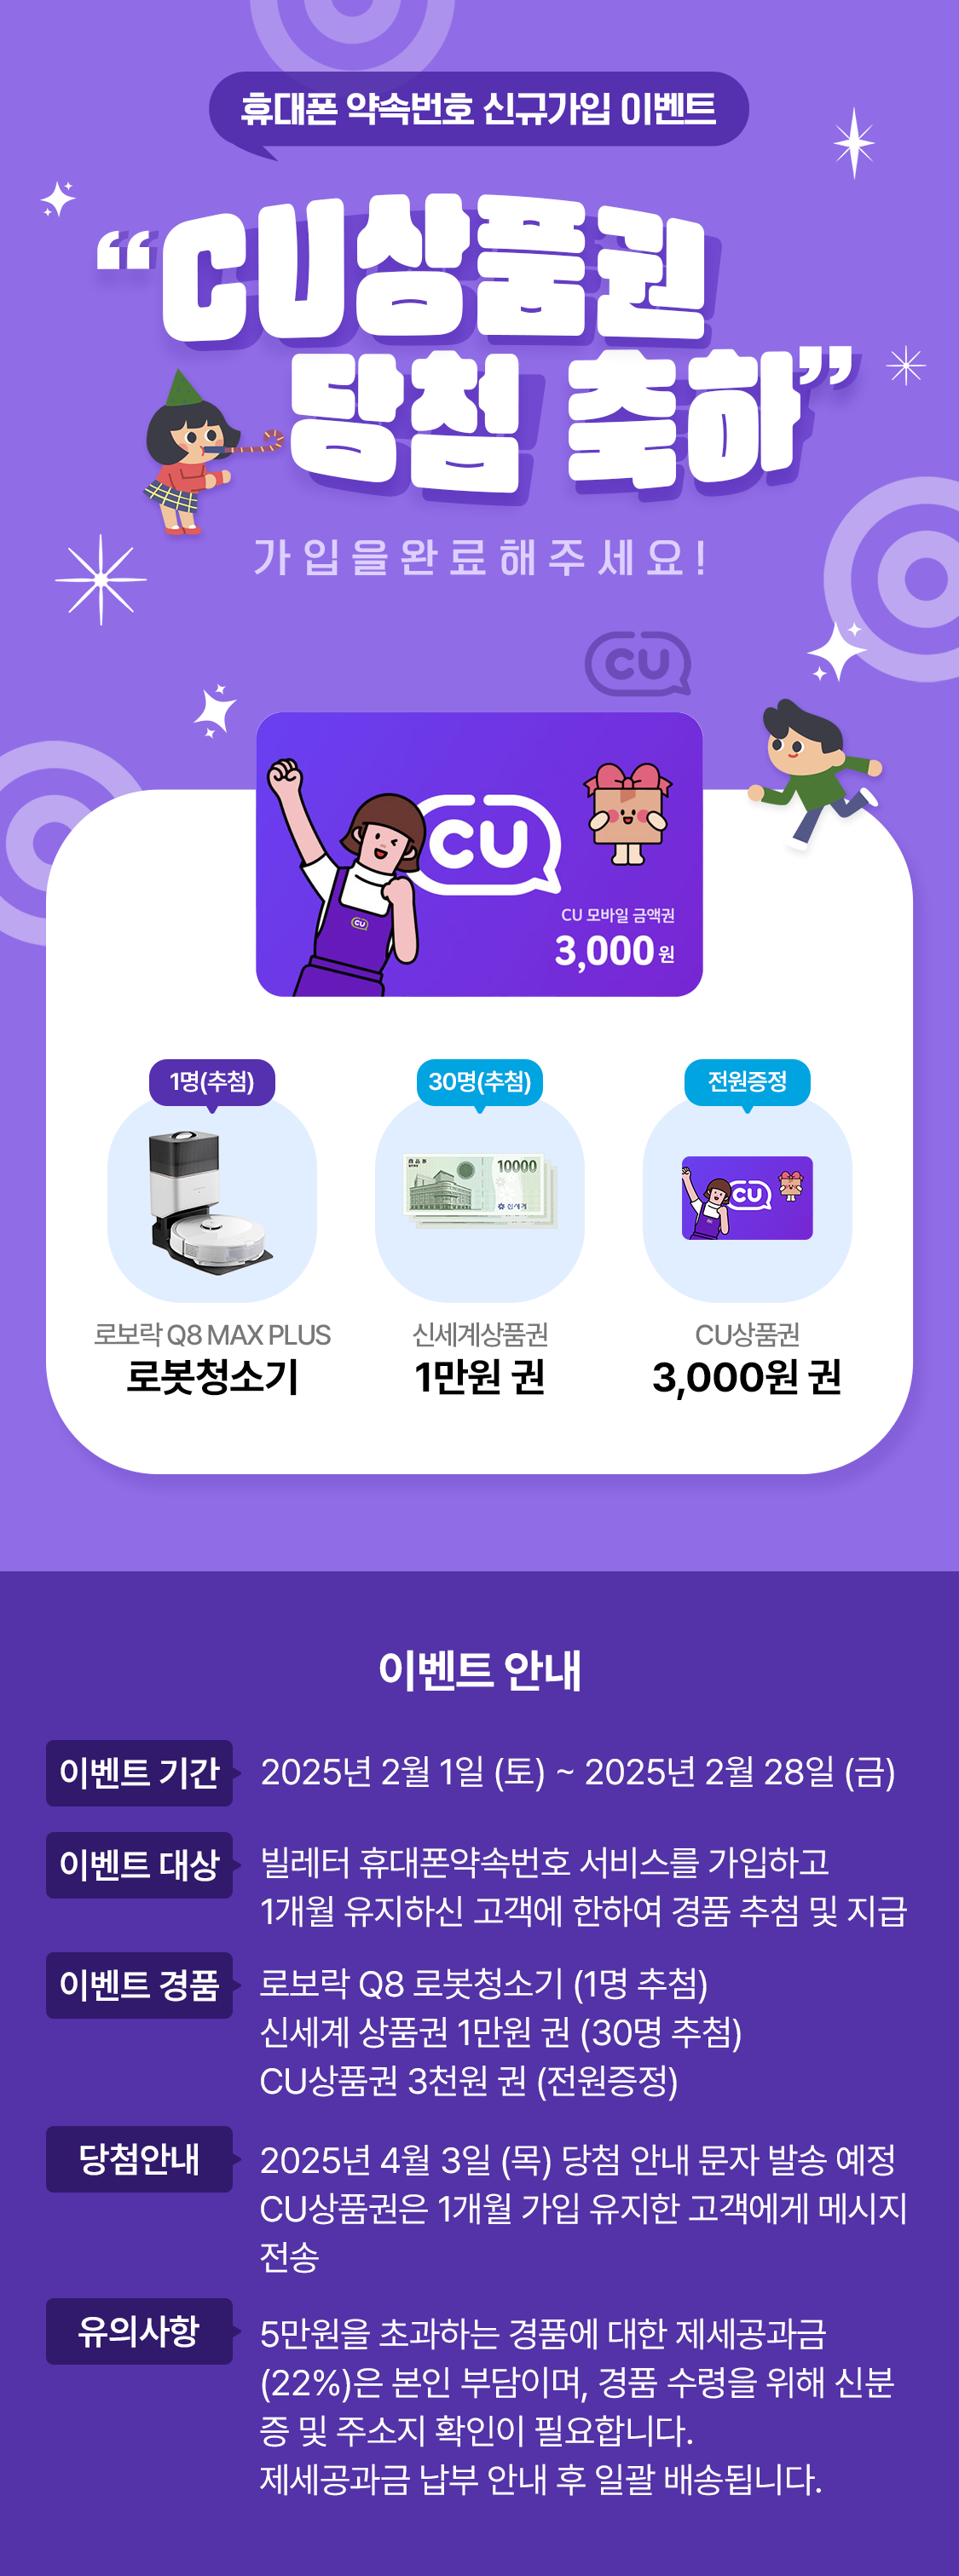 휴대폰 약속번호 신규가입 이벤트
“CU상품권
당첨 축하”
가입을완료해주세요!
CU
CU
CU
CU 모바일 금액권
3,000 원
1명(추첨)
30명(추첨)
전원증정
商品券
10000
신세계
CU
로보락 Q8 MAX PLUS
신세계상품권
CU상품권
로봇청소기
1만원 권
3,000원 권
이벤트 안내
이벤트 기간
2025년 2월 1일 (토) ~ 2025년 2월 28일 (금)
이벤트 대상
빌레터 휴대폰약속번호 서비스를 가입하고
1개월 유지하신 고객에 한하여 경품 추첨 및 지급
이벤트 경품
로보락 Q8 로봇청소기 (1명 추첨)
신세계 상품권 1만원 권 (30명 추첨)
CU상품권 3천원 권 (전원증정)
당첨안내
2025년 4월 3일 (목) 당첨 안내 문자 발송 예정
CU상품권은 1개월 가입 유지한 고객에게 메시지
전송
유의사항
5만원을 초과하는 경품에 대한 제세공과금
(22%)은 본인 부담이며, 경품 수령을 위해 신분
증 및 주소지 확인이 필요합니다.
제세공과금 납부 안내 후 일괄 배송됩니다.